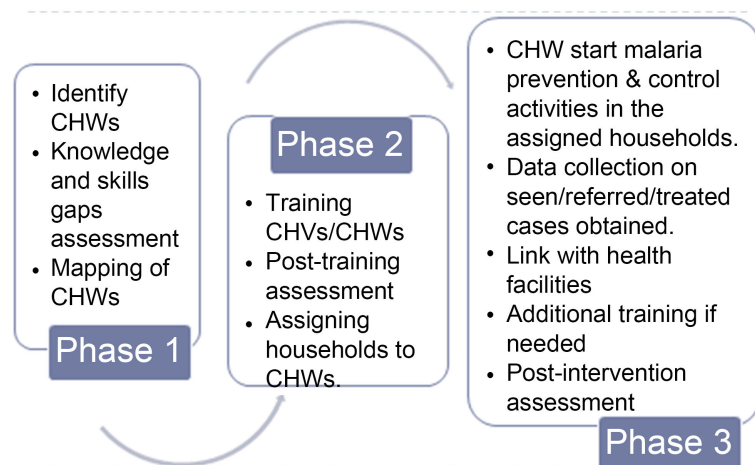 • Identify
CHWs
• Knowledge
and skills
gaps
assessment
• Mapping of
CHWs
Phase 1
Phase 2
• Training
CHVs/CHWs
• Post-training
assessment
• Assigning
households to
CHWs.
• CHW start malaria
prevention & control
activities in the
assigned households.
• Data collection on
seen/referred/treated
cases obtained.
• Link with health
facilities
• Additional training if
needed
• Post-intervention
assessment
Phase 3